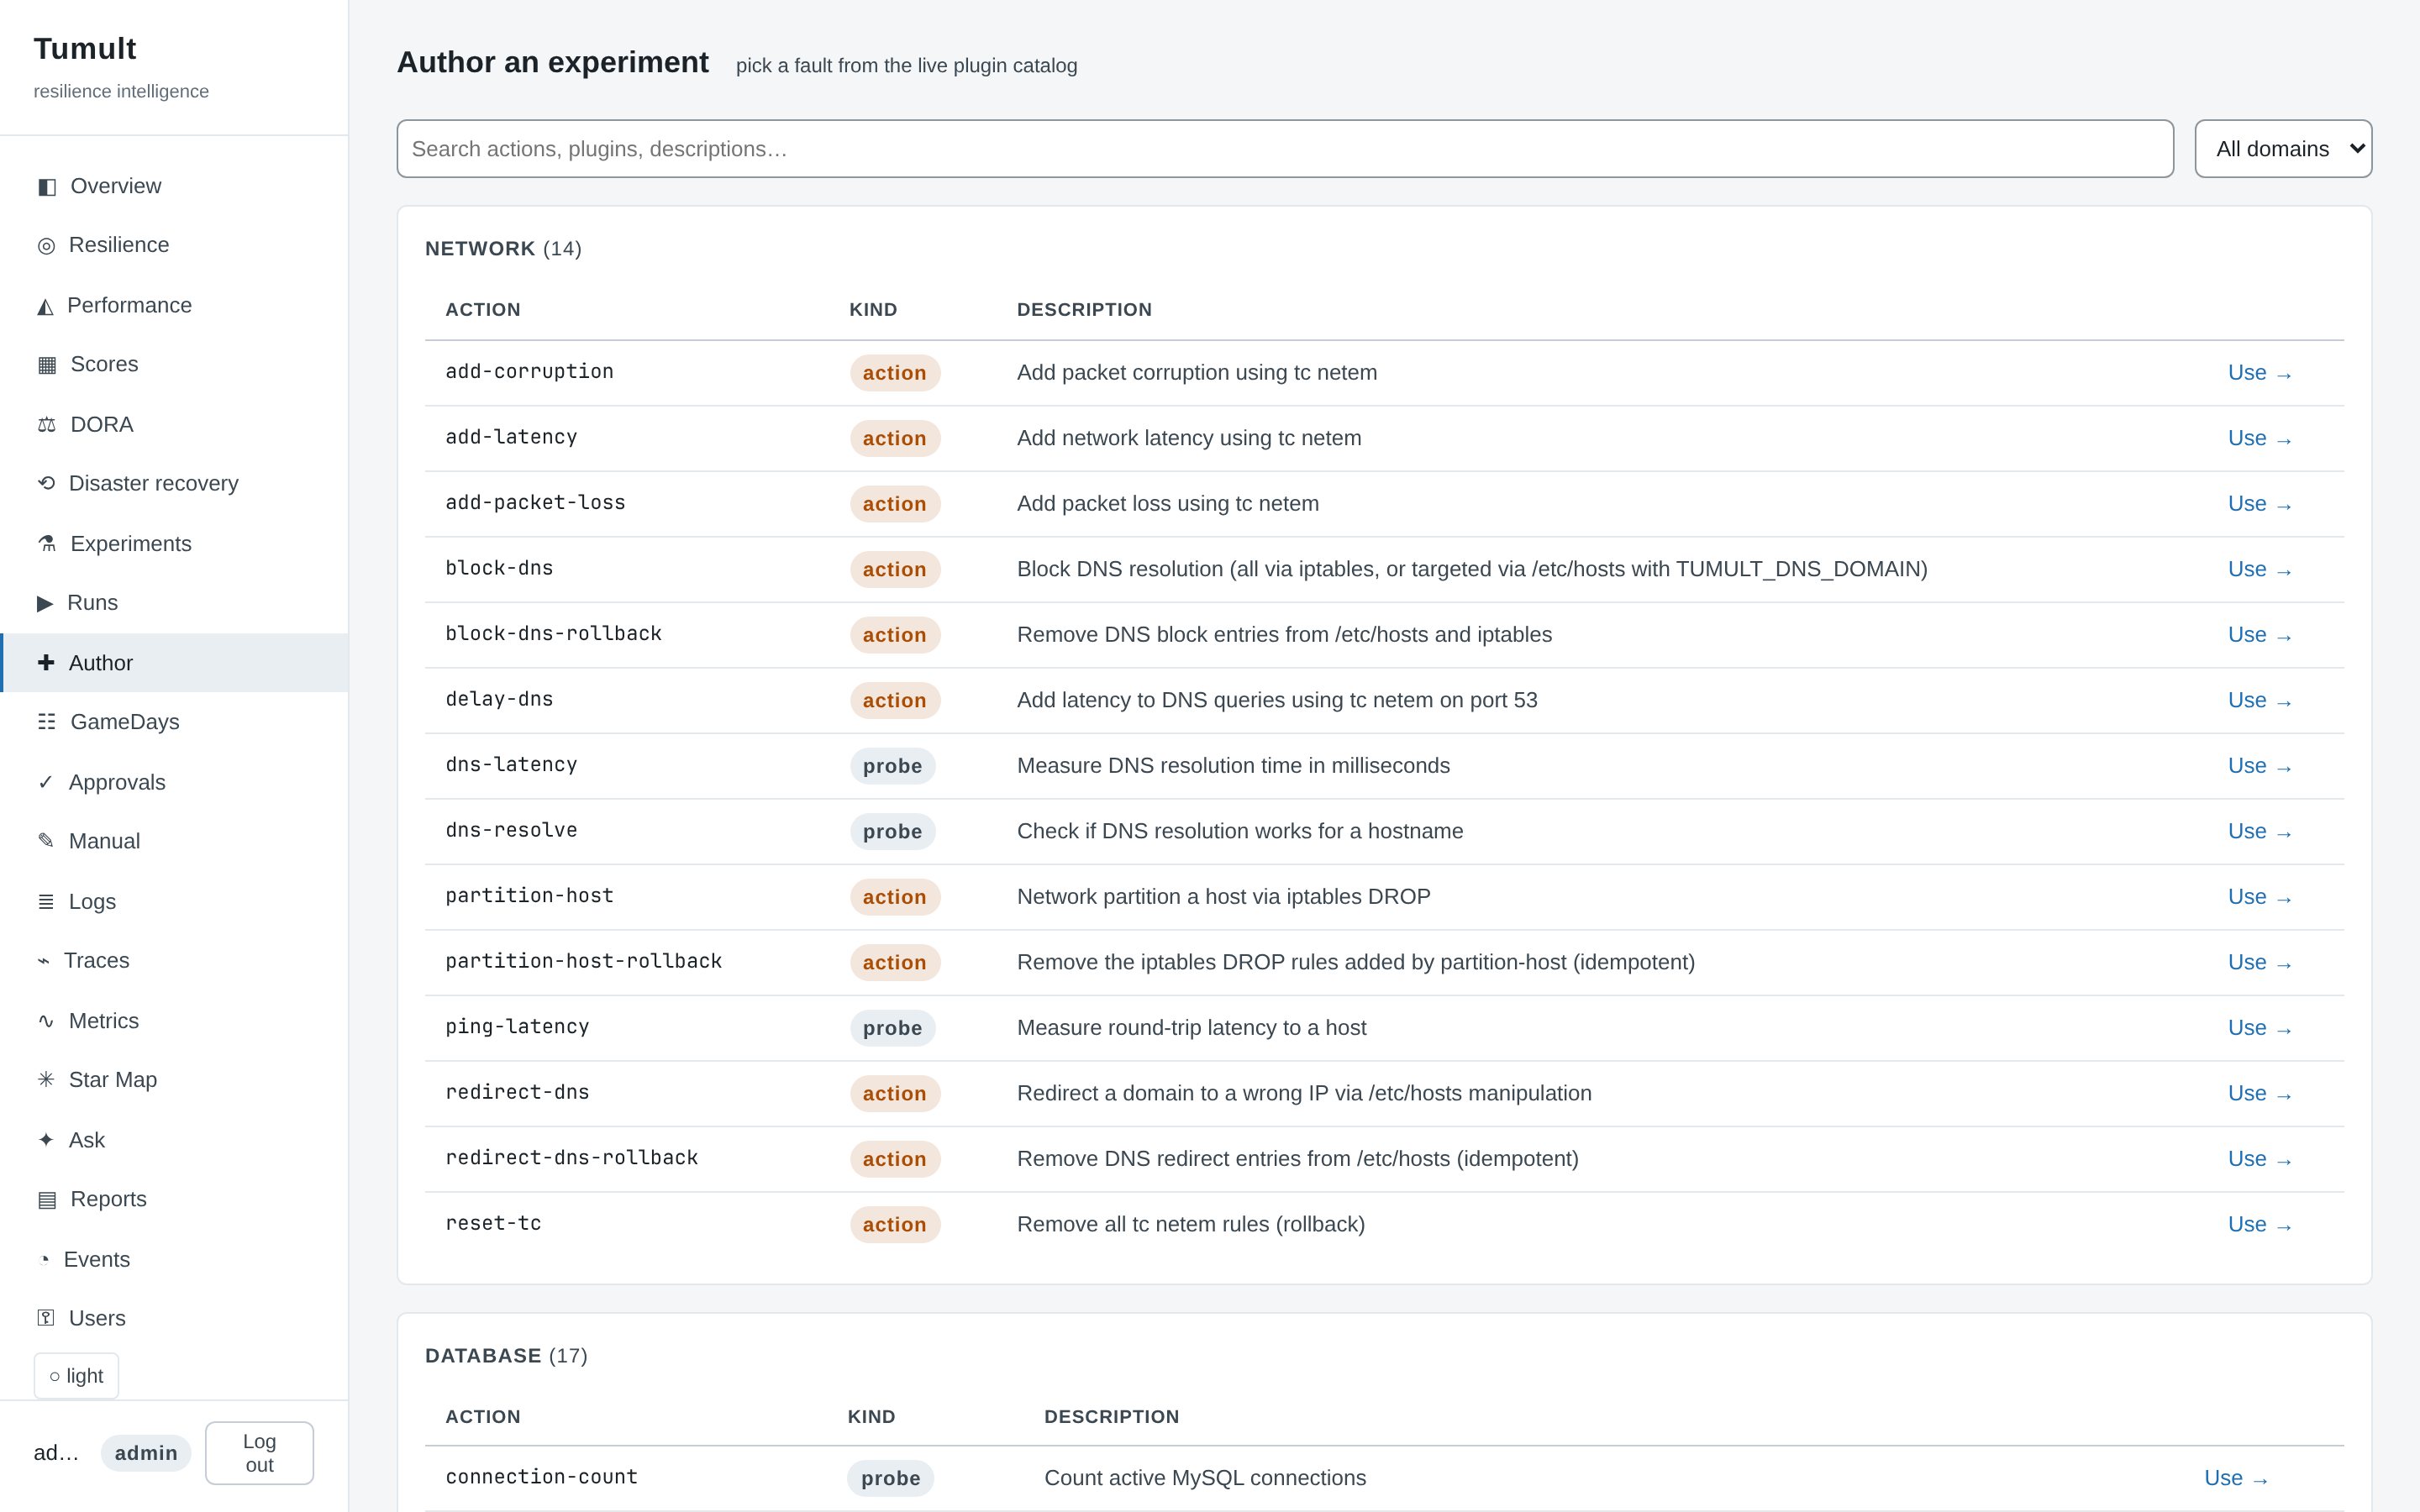 Tumult
resilience intelligence
Overview
Resilience
Performance
Scores
DORA
Disaster recovery
Experiments
Runs
Author
GameDays
Approvals
Manual
Logs
Traces
Metrics
Star Map
Ask
Reports
Events
Users
light
ad… admin Log out
Author an experiment pick a fault from the live plugin catalog
Search actions, plugins, descriptions… All domains
NETWORK (14)
ACTION KIND DESCRIPTION
add-corruption action Add packet corruption using tc netem Use →
add-latency action Add network latency using tc netem Use →
add-packet-loss action Add packet loss using tc netem Use →
block-dns action Block DNS resolution (all via iptables, or targeted via /etc/hosts with TUMULT_DNS_DOMAIN) Use →
block-dns-rollback action Remove DNS block entries from /etc/hosts and iptables Use →
delay-dns action Add latency to DNS queries using tc netem on port 53 Use →
dns-latency probe Measure DNS resolution time in milliseconds Use →
dns-resolve probe Check if DNS resolution works for a hostname Use →
partition-host action Network partition a host via iptables DROP Use →
partition-host-rollback action Remove the iptables DROP rules added by partition-host (idempotent) Use →
ping-latency probe Measure round-trip latency to a host Use →
redirect-dns action Redirect a domain to a wrong IP via /etc/hosts manipulation Use →
redirect-dns-rollback action Remove DNS redirect entries from /etc/hosts (idempotent) Use →
reset-tc action Remove all tc netem rules (rollback) Use →
DATABASE (17)
ACTION KIND DESCRIPTION
connection-count probe Count active MySQL connections Use →